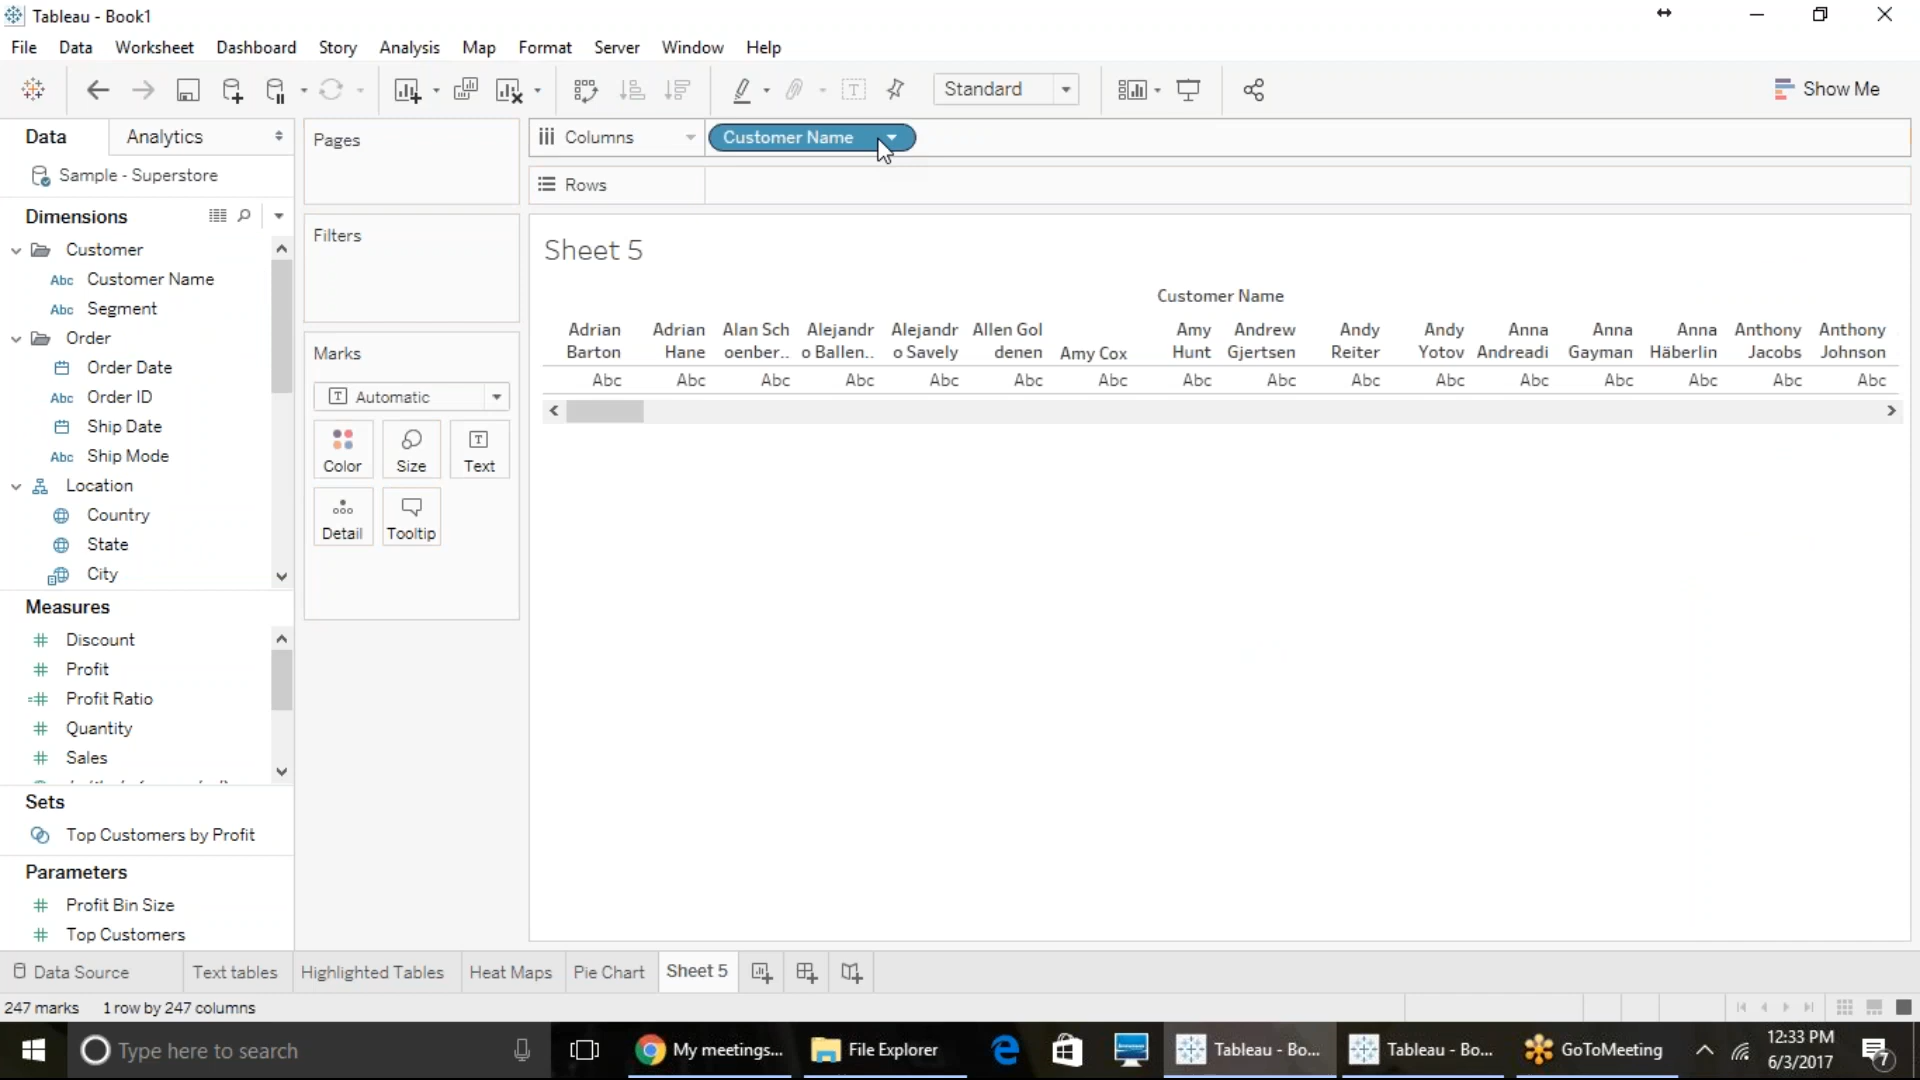 Tableau - Book1
File Data Worksheet Dashboard Story Analysis Map Format Server Window Help
Standard
Show Me
Data Analytics
Sample - Superstore
Dimensions
Customer
Abc Customer Name
Abc Segment
Order
Order Date
Abc Order ID
Ship Date
Abc Ship Mode
Location
Country
State
City
Measures
Discount
Profit
Profit Ratio
Quantity
Sales
Sets
Top Customers by Profit
Parameters
Profit Bin Size
Top Customers
Pages
Filters
Marks
T Automatic
Color Size Text
Detail Tooltip
Columns Customer Name
Rows
Sheet 5
Customer Name
Adrian Adrian Alan Sch Alejandr Alejandr Allen Gol Amy Andrew Andy Andy Anna Anna Anna Anthony Anthony
Barton Hane oenber.. o Ballen.. o Savely denen Amy Cox Hunt Gjertsen Reiter Yotov Andreadi Gayman Häberlin Jacobs Johnson
Abc Abc Abc Abc Abc Abc Abc Abc Abc Abc Abc Abc Abc Abc Abc Abc
Data Source Text tables Highlighted Tables Heat Maps Pie Chart Sheet 5
247 marks 1 row by 247 columns
Type here to search
My meetings... File Explorer Tableau - Bo... Tableau - Bo... GoToMeeting
12:33 PM
6/3/2017
7